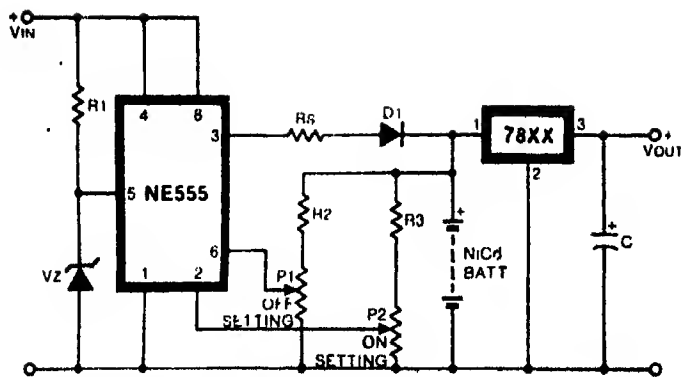 +
VIN
R1
4
8
3
NE555
5
6
1
2
VZ
RS
D1
1
78XX
3
2
+
VOUT
R2
R3
+
NiCd
BATT
+
C
P1
OFF
SETTING
P2
ON
SETTING